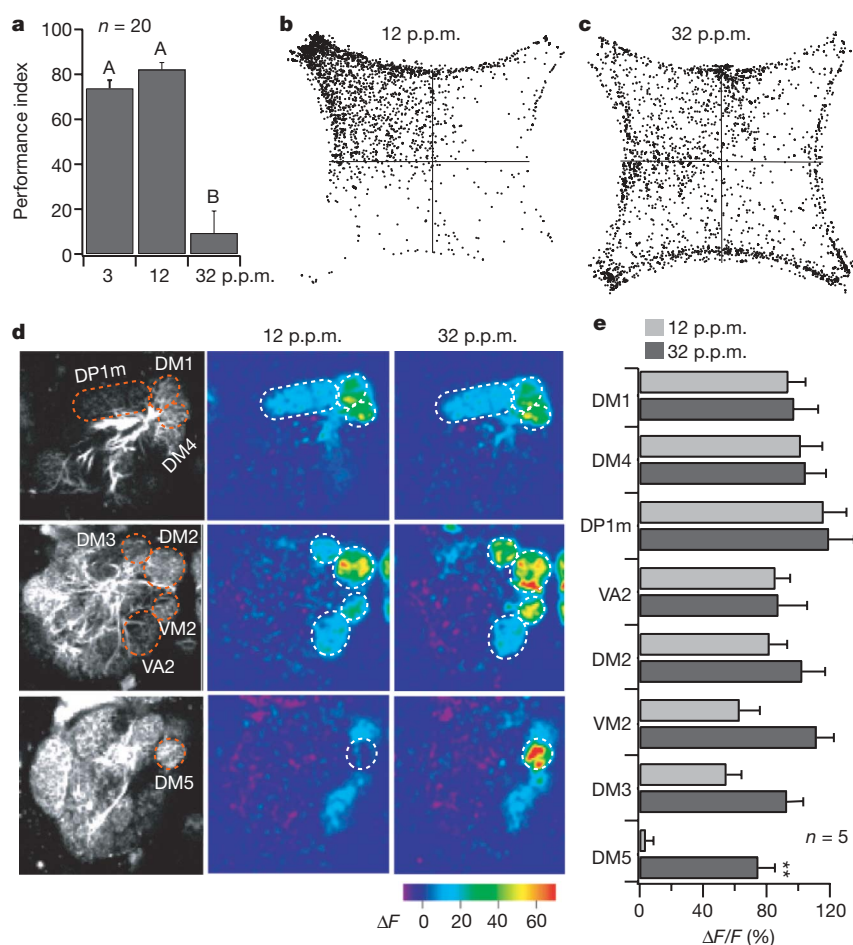 a
n = 20
Performance index
100
80
60
40
20
0
A
A
B
3 12 32 p.p.m.
b
12 p.p.m.
c
32 p.p.m.
d
12 p.p.m. 32 p.p.m.
DP1m
DM1
DM4
DM3
DM2
VM2
VA2
DM5
ΔF 0 20 40 60
e
12 p.p.m.
32 p.p.m.
DM1
DM4
DP1m
VA2
DM2
VM2
DM3
DM5
n = 5
**
0 40 80 120
ΔF/F (%)